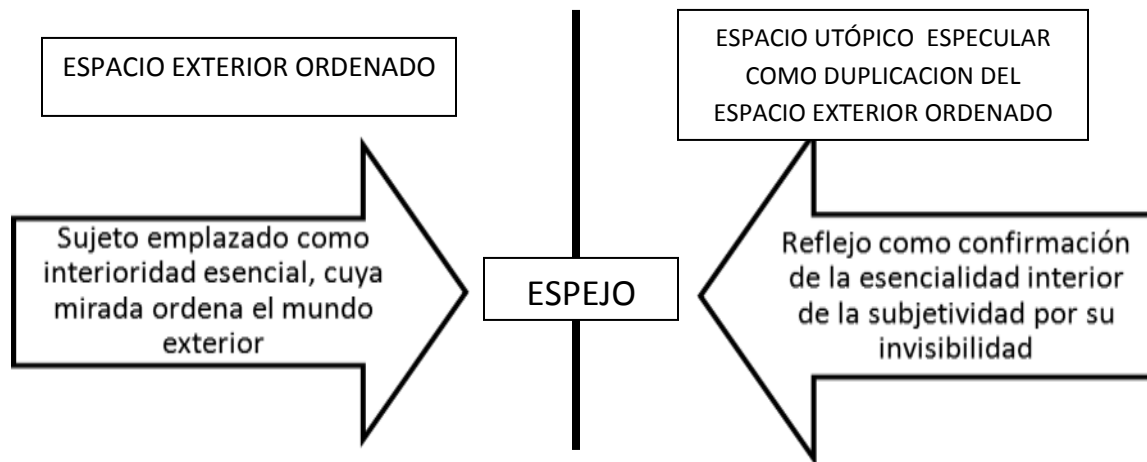 ESPACIO EXTERIOR ORDENADO
ESPACIO UTÓPICO ESPECULAR
COMO DUPLICACION DEL
ESPACIO EXTERIOR ORDENADO
Sujeto emplazado como
interioridad esencial, cuya
mirada ordena el mundo
exterior
ESPEJO
Reflejo como confirmación
de la esencialidad interior
de la subjetividad por su
invisibilidad